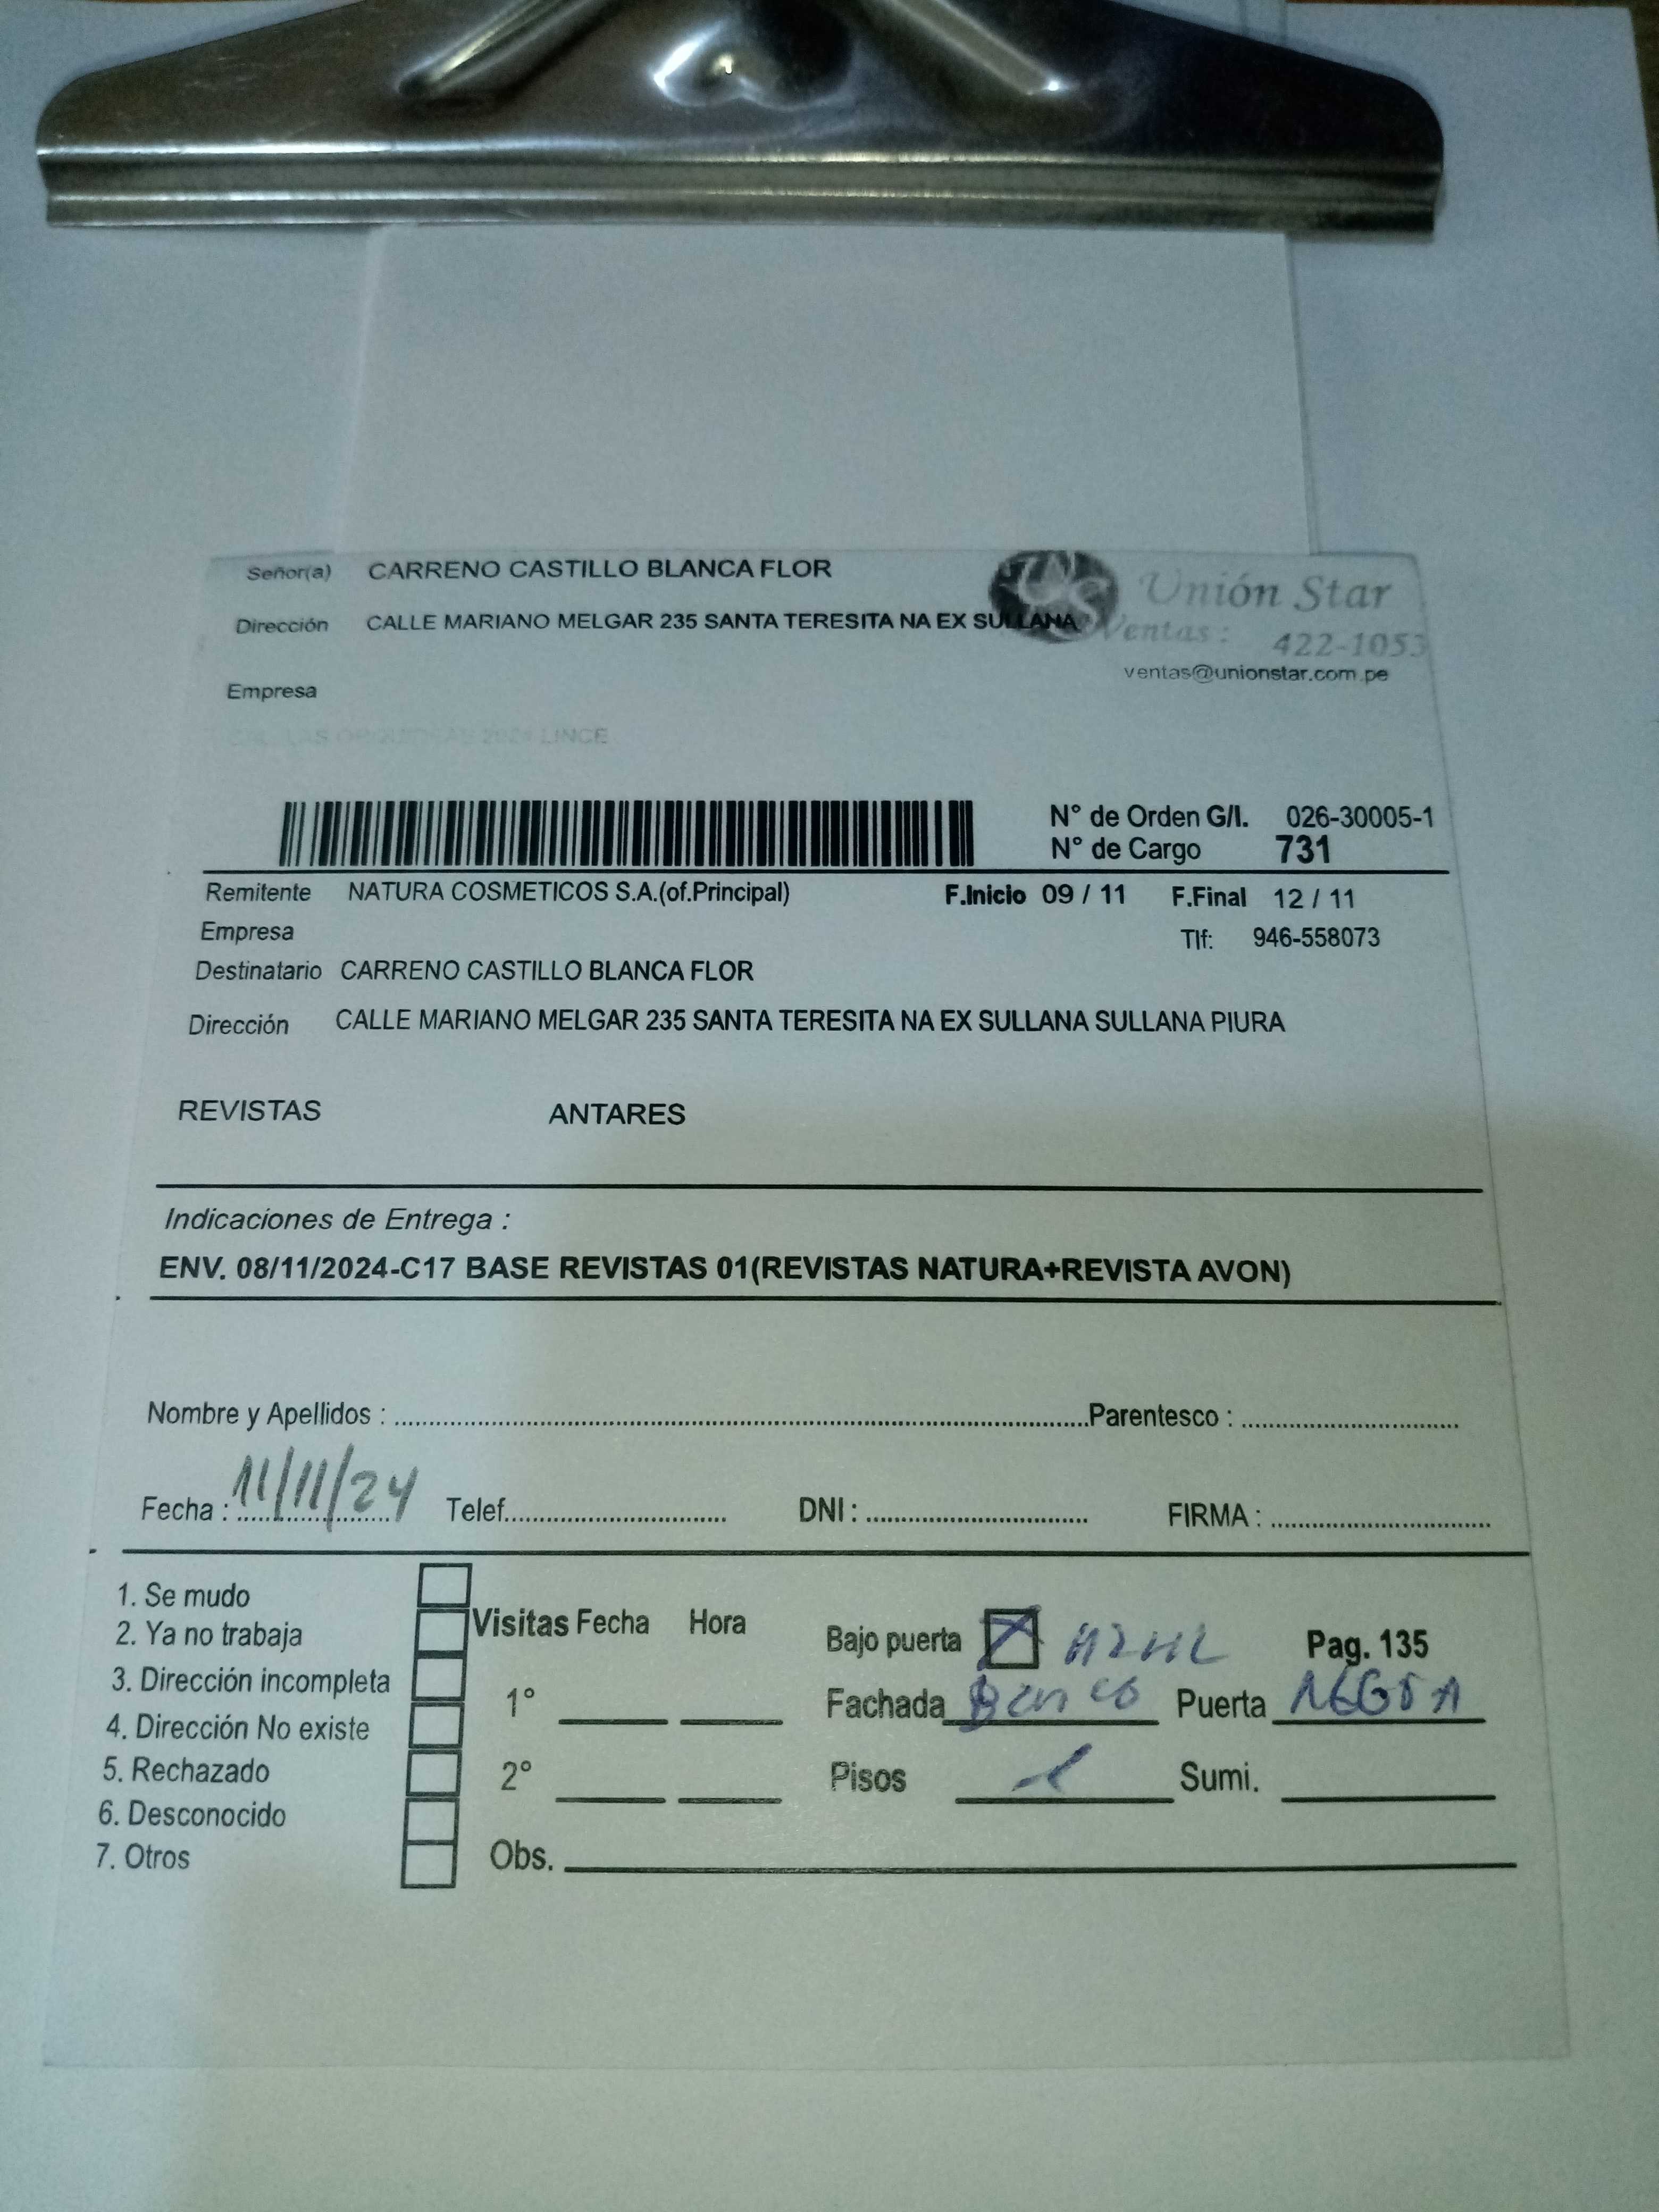 Señor(a) CARRENO CASTILLO BLANCA FLOR
Unión Star
Dirección CALLE MARIANO MELGAR 235 SANTA TERESITA NA EX SULLANA
Ventas : 422-1053
ventas@unionstar.com.pe
Empresa
LINCE
N° de Orden G/I. 026-30005-1
N° de Cargo 731
Remitente NATURA COSMETICOS S.A.(of.Principal) F.Inicio 09 / 11 F.Final 12 / 11
Empresa
Tlf: 946-558073
Destinatario CARRENO CASTILLO BLANCA FLOR
Dirección CALLE MARIANO MELGAR 235 SANTA TERESITA NA EX SULLANA SULLANA PIURA
REVISTAS ANTARES
Indicaciones de Entrega :
ENV. 08/11/2024-C17 BASE REVISTAS 01(REVISTAS NATURA+REVISTA AVON)
Nombre y Apellidos : Parentesco :
Fecha : 11/11/24 Telef. DNI : FIRMA :
1. Se mudo
2. Ya no trabaja
3. Dirección incompleta
4. Dirección No existe
5. Rechazado
6. Desconocido
7. Otros
Visitas Fecha Hora
1°
2°
Obs.
Bajo puerta Pag. 135
Fachada Puerta
Pisos 1 Sumi.